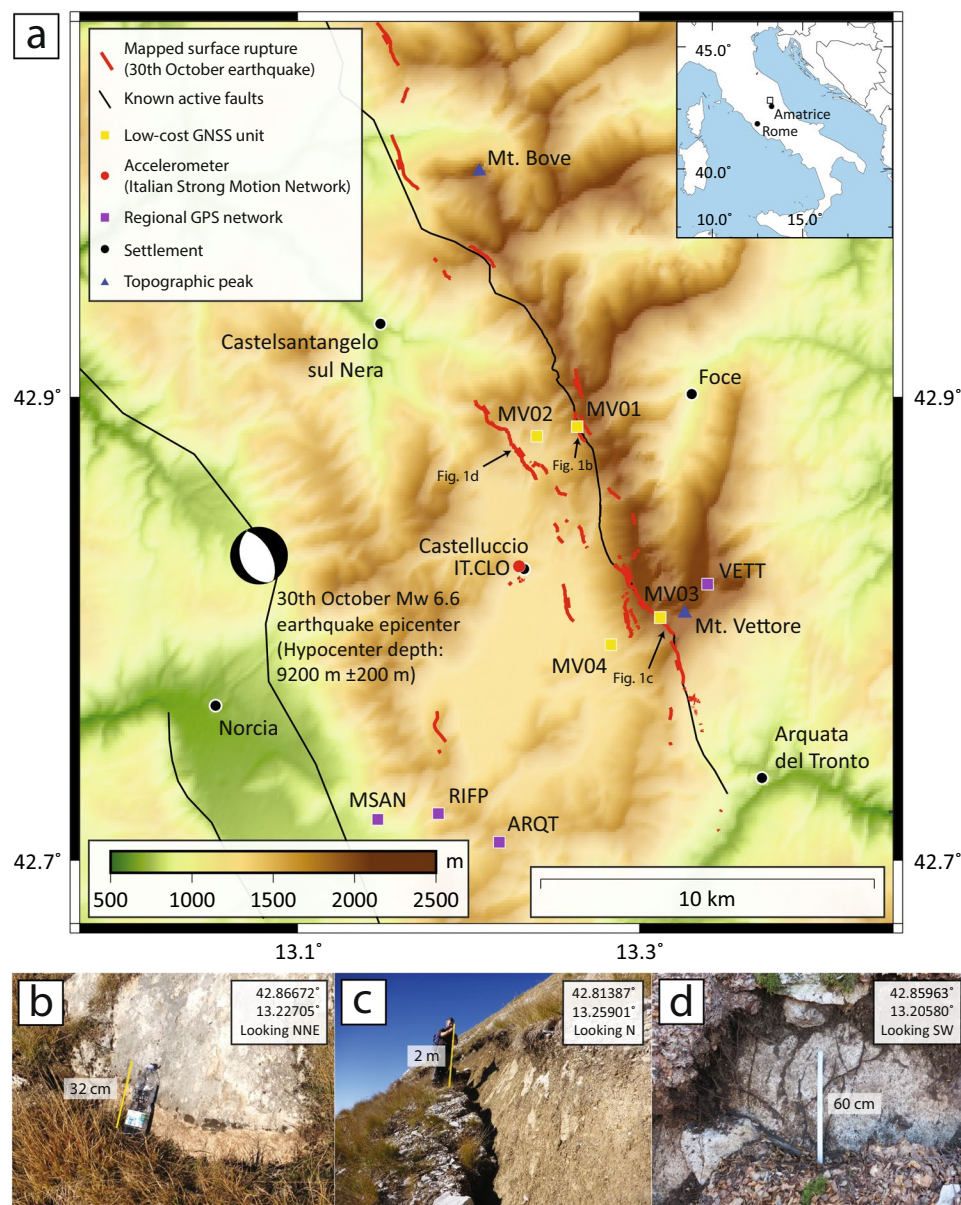 a
Mapped surface rupture
(30th October earthquake)
Known active faults
Low-cost GNSS unit
Accelerometer
(Italian Strong Motion Network)
Regional GPS network
Settlement
Topographic peak
45.0°
Amatrice
Rome
40.0°
10.0°
15.0°
Mt. Bove
Castelsantangelo
sul Nera
Foce
42.9°
42.9°
MV02
MV01
Fig. 1d
Fig. 1b
Castelluccio
IT.CLO
VETT
MV03
Mt. Vettore
30th October Mw 6.6
earthquake epicenter
(Hypocenter depth:
9200 m ±200 m)
MV04
Fig. 1c
Norcia
Arquata
del Tronto
MSAN
RIFP
ARQT
m
500 1000 1500 2000 2500
10 km
42.7°
42.7°
13.1°
13.3°
b
42.86672°
13.22705°
Looking NNE
32 cm
c
42.81387°
13.25901°
Looking N
2 m
d
42.85963°
13.20580°
Looking SW
60 cm